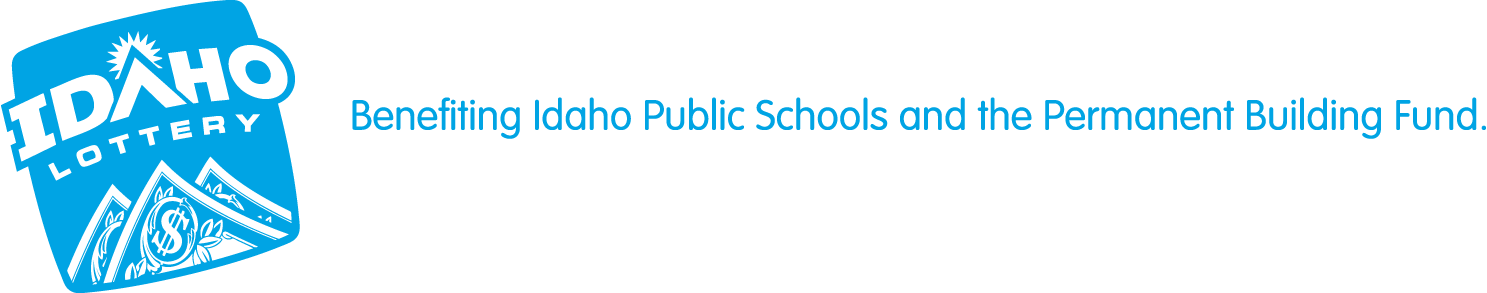 IDAHO
LOTTERY
$
Benefiting Idaho Public Schools and the Permanent Building Fund.